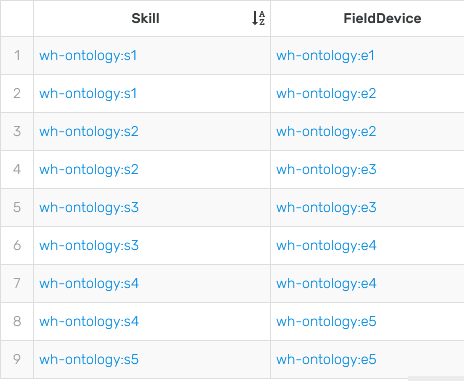 Skill FieldDevice
1 wh-ontology:s1 wh-ontology:e1
2 wh-ontology:s1 wh-ontology:e2
3 wh-ontology:s2 wh-ontology:e2
4 wh-ontology:s2 wh-ontology:e3
5 wh-ontology:s3 wh-ontology:e3
6 wh-ontology:s3 wh-ontology:e4
7 wh-ontology:s4 wh-ontology:e4
8 wh-ontology:s4 wh-ontology:e5
9 wh-ontology:s5 wh-ontology:e5